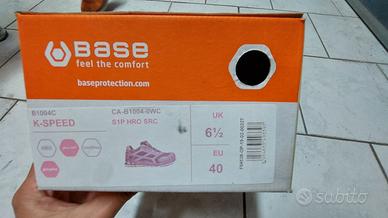 BASE
feel the comfort
baseprotection.com
B1004C
CA-B1004-0WC
K-SPEED
S1P HRO SRC
UK
6½
EU
40
subito